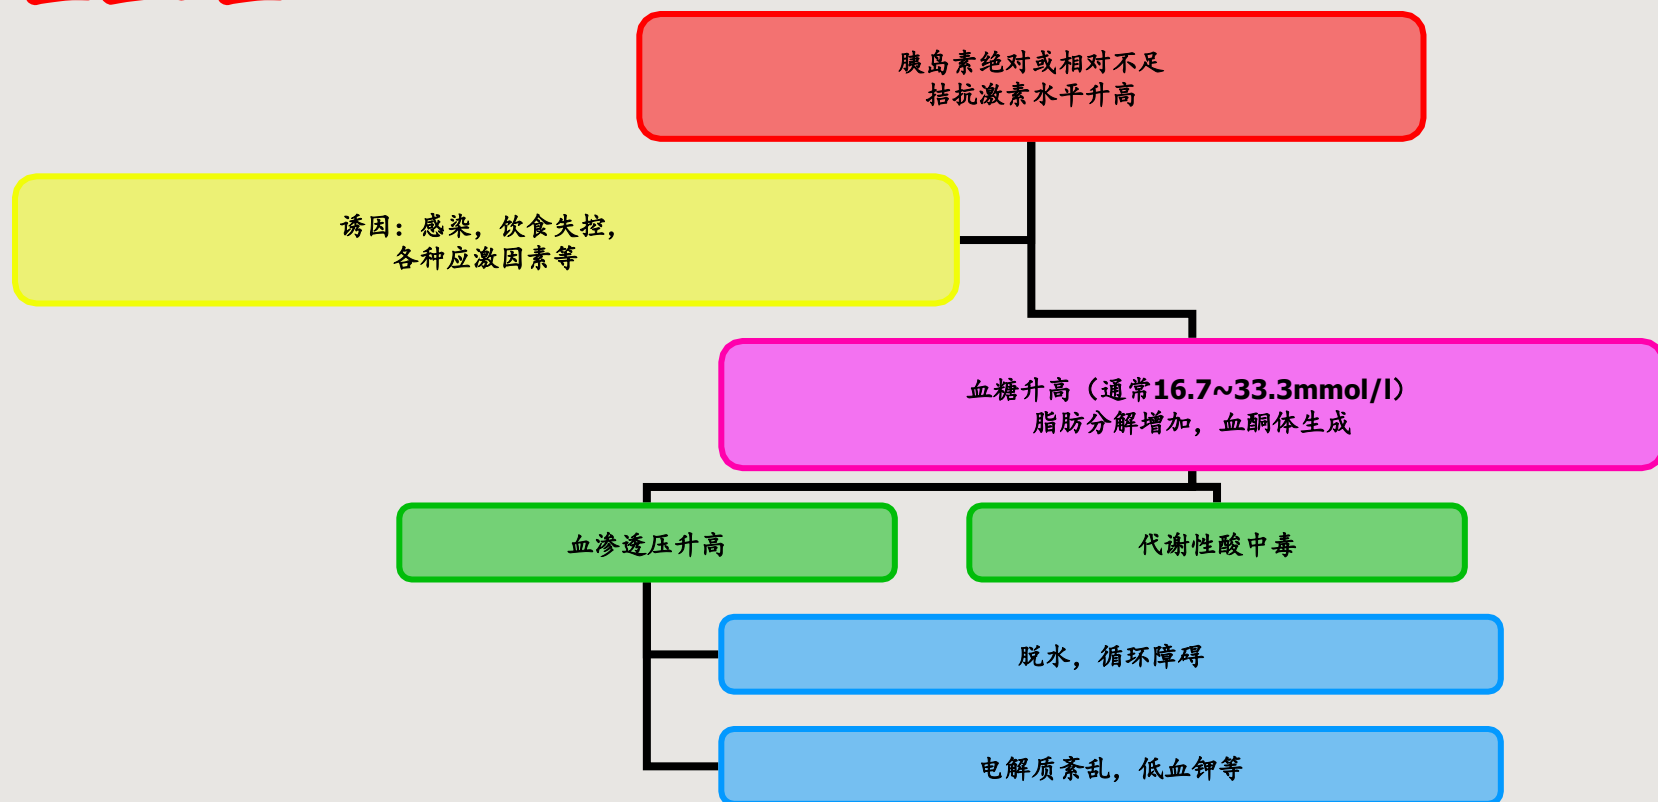 胰岛素绝对或相对不足
拮抗激素水平升高
诱因：感染，饮食失控，
各种应激因素等
血糖升高（通常16.7~33.3mmol/l）
脂肪分解增加，血酮体生成
血渗透压升高
代谢性酸中毒
脱水，循环障碍
电解质紊乱，低血钾等